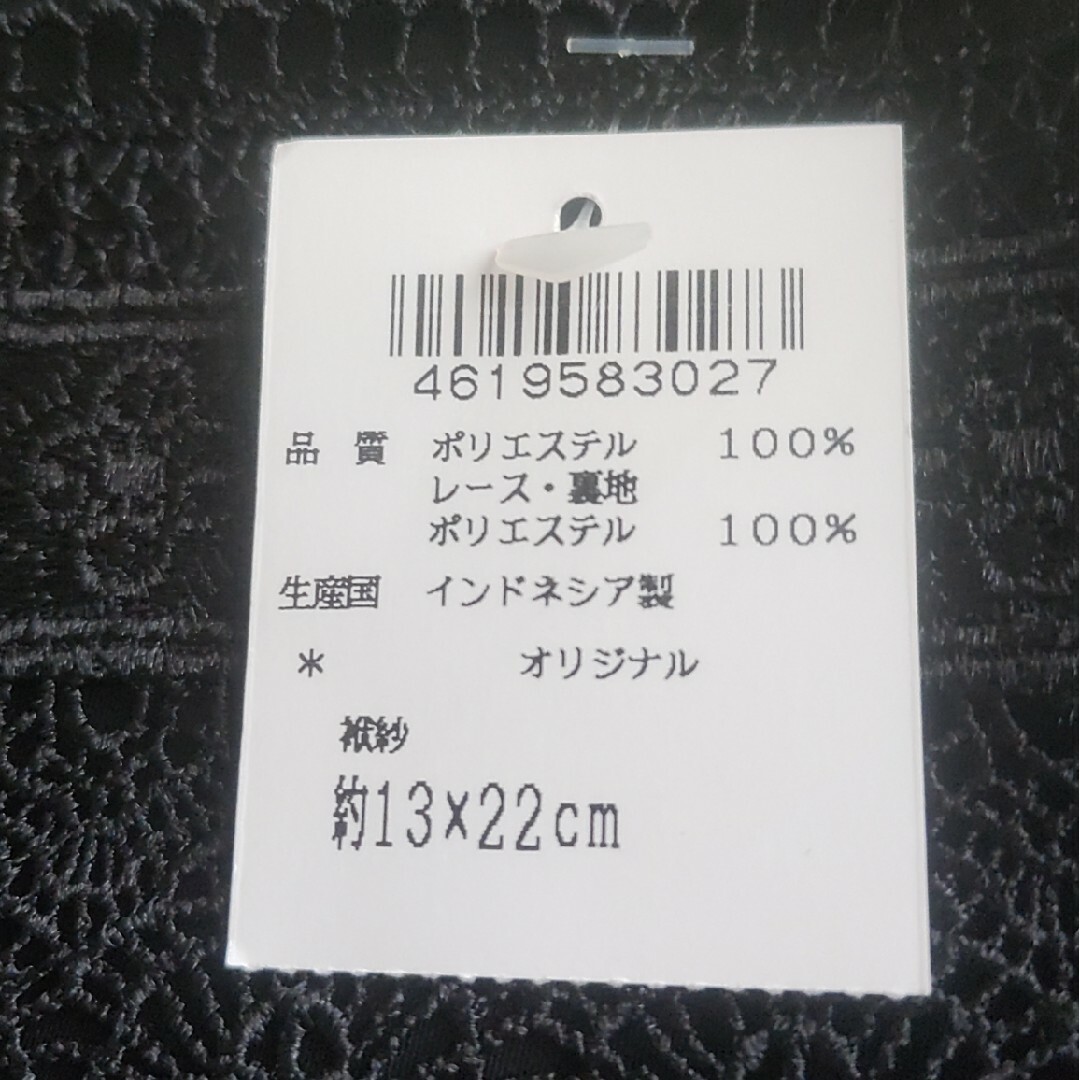 4619583027
品 質 ポリエステル 100%
レース・裏地
ポリエステル 100%
生産国 インドネシア製
* オリジナル
袱紗
約13×22cm